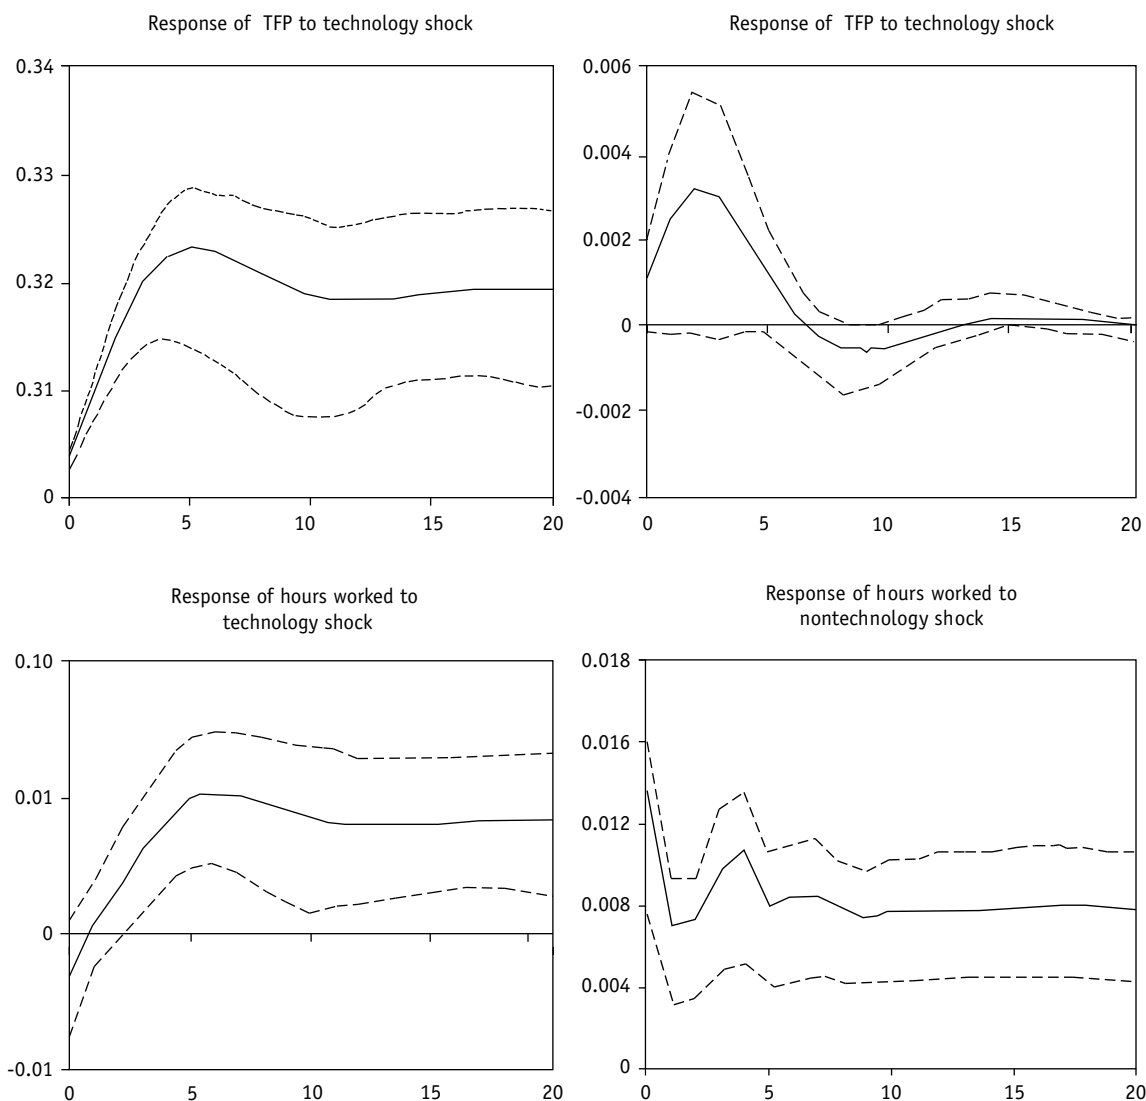 Response of TFP to technology shock
Response of TFP to technology shock
0.34
0.33
0.32
0.31
0
0 5 10 15 20
0.006
0.004
0.002
0
-0.002
-0.004
0 5 10 15 20
Response of hours worked to
technology shock
Response of hours worked to
nontechnology shock
0.10
0.01
0
-0.01
0 5 10 15 20
0.018
0.016
0.012
0.008
0.004
0
0 5 10 15 20